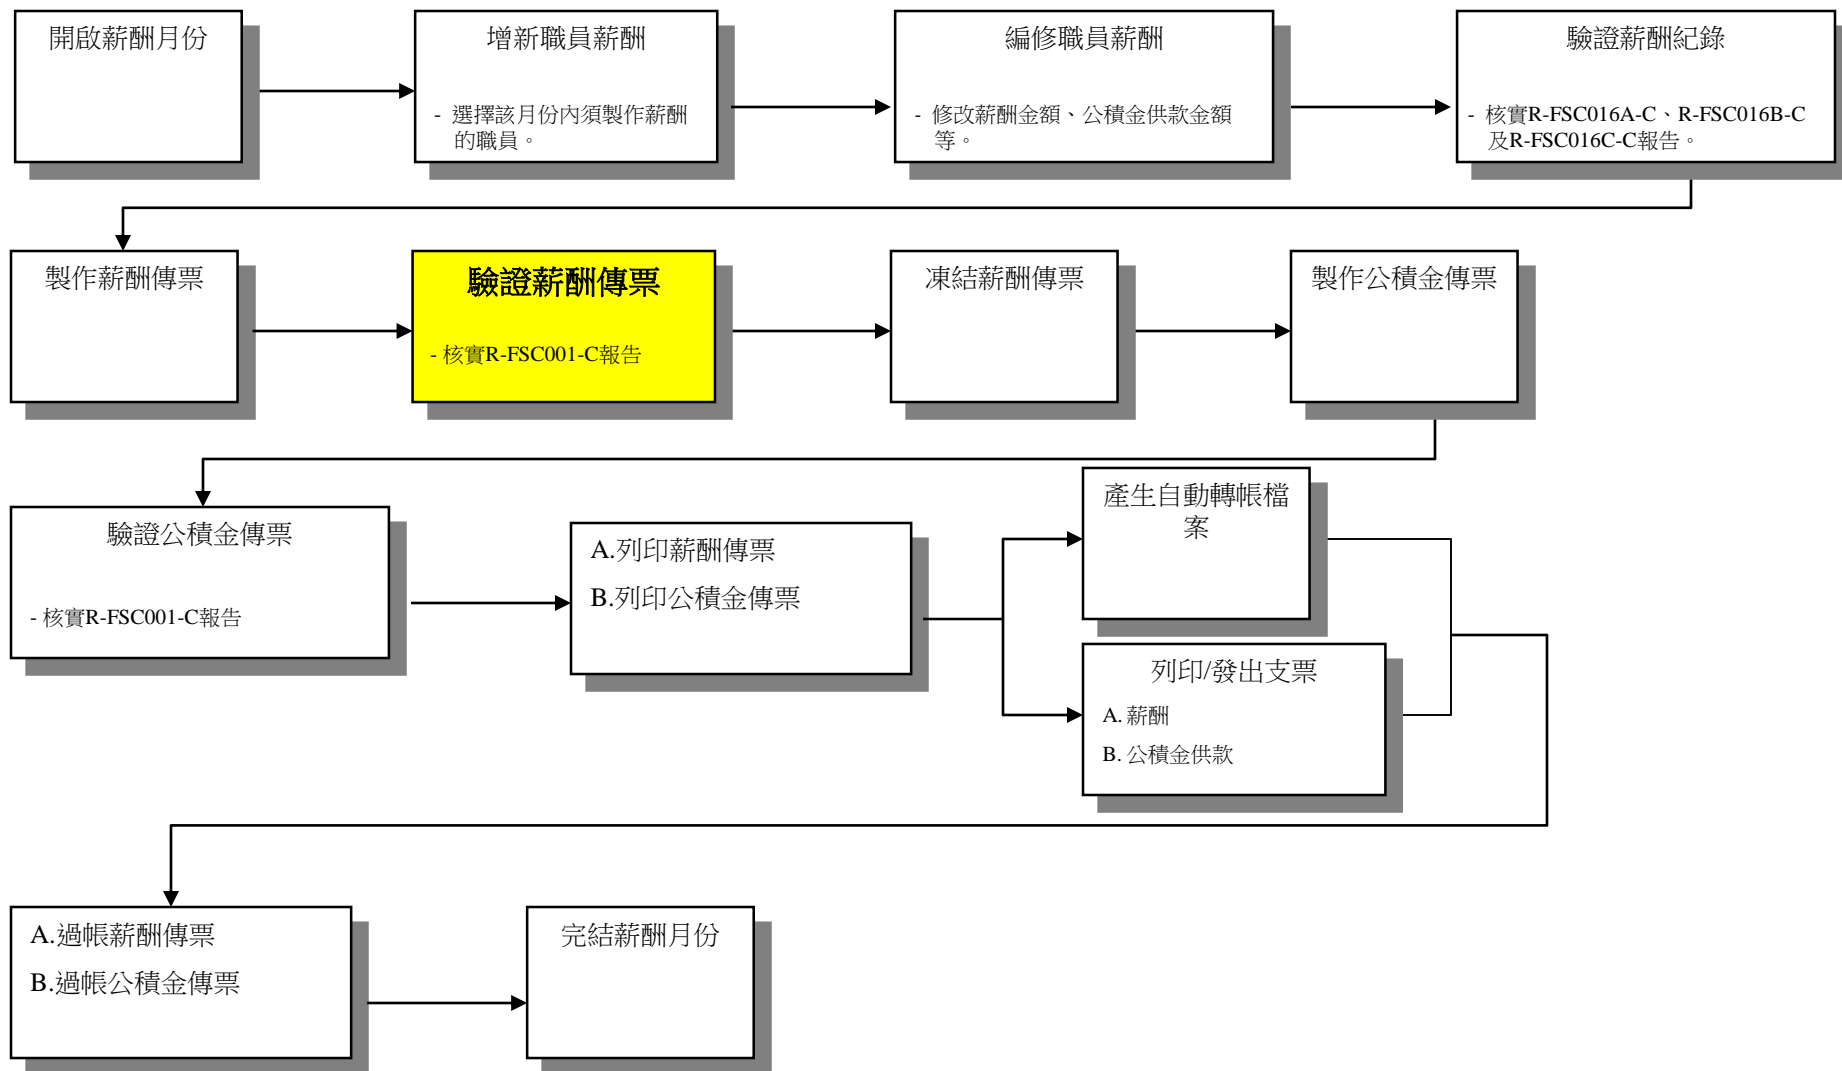 開啟薪酬月份
增新職員薪酬
- 選擇該月份內須製作薪酬
的職員。
編修職員薪酬
- 修改薪酬金額、公積金供款金額
等。
驗證薪酬紀錄
- 核實R-FSC016A-C、R-FSC016B-C
及R-FSC016C-C報告。
製作薪酬傳票
驗證薪酬傳票
- 核實R-FSC001-C報告
凍結薪酬傳票
製作公積金傳票
驗證公積金傳票
- 核實R-FSC001-C報告
A.列印薪酬傳票
B.列印公積金傳票
產生自動轉帳檔
案
列印/發出支票
A. 薪酬
B. 公積金供款
A.過帳薪酬傳票
B.過帳公積金傳票
完結薪酬月份